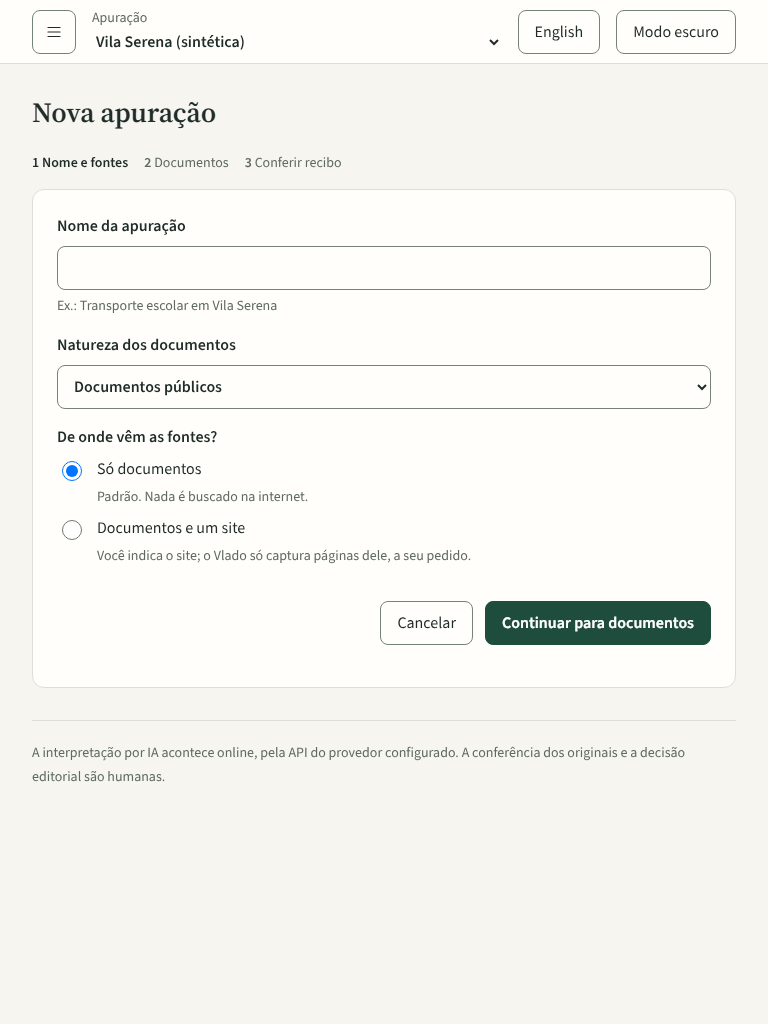 Apuração
Vila Serena (sintética)
English
Modo escuro
Nova apuração
1 Nome e fontes 2 Documentos 3 Conferir recibo
Nome da apuração
Ex.: Transporte escolar em Vila Serena
Natureza dos documentos
Documentos públicos
De onde vêm as fontes?
Só documentos
Padrão. Nada é buscado na internet.
Documentos e um site
Você indica o site; o Vlado só captura páginas dele, a seu pedido.
Cancelar
Continuar para documentos
A interpretação por IA acontece online, pela API do provedor configurado. A conferência dos originais e a decisão
editorial são humanas.